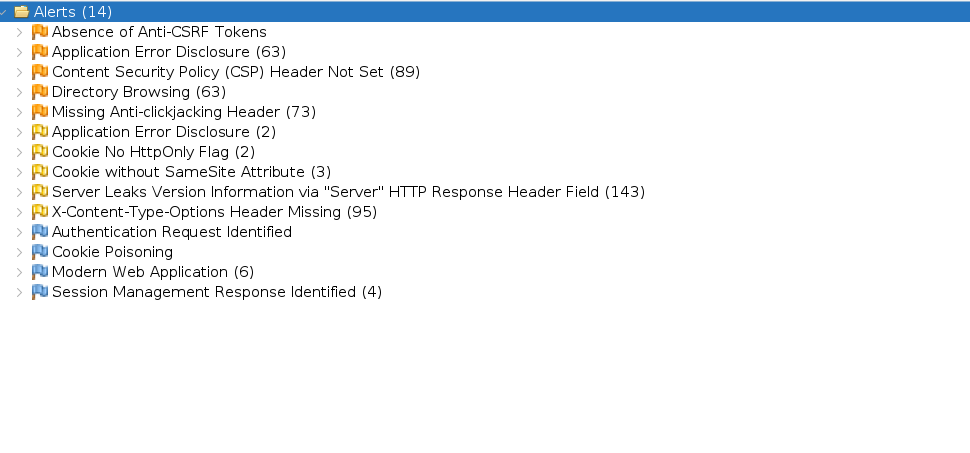 Alerts (14)
Absence of Anti-CSRF Tokens
Application Error Disclosure (63)
Content Security Policy (CSP) Header Not Set (89)
Directory Browsing (63)
Missing Anti-clickjacking Header (73)
Application Error Disclosure (2)
Cookie No HttpOnly Flag (2)
Cookie without SameSite Attribute (3)
Server Leaks Version Information via "Server" HTTP Response Header Field (143)
X-Content-Type-Options Header Missing (95)
Authentication Request Identified
Cookie Poisoning
Modern Web Application (6)
Session Management Response Identified (4)